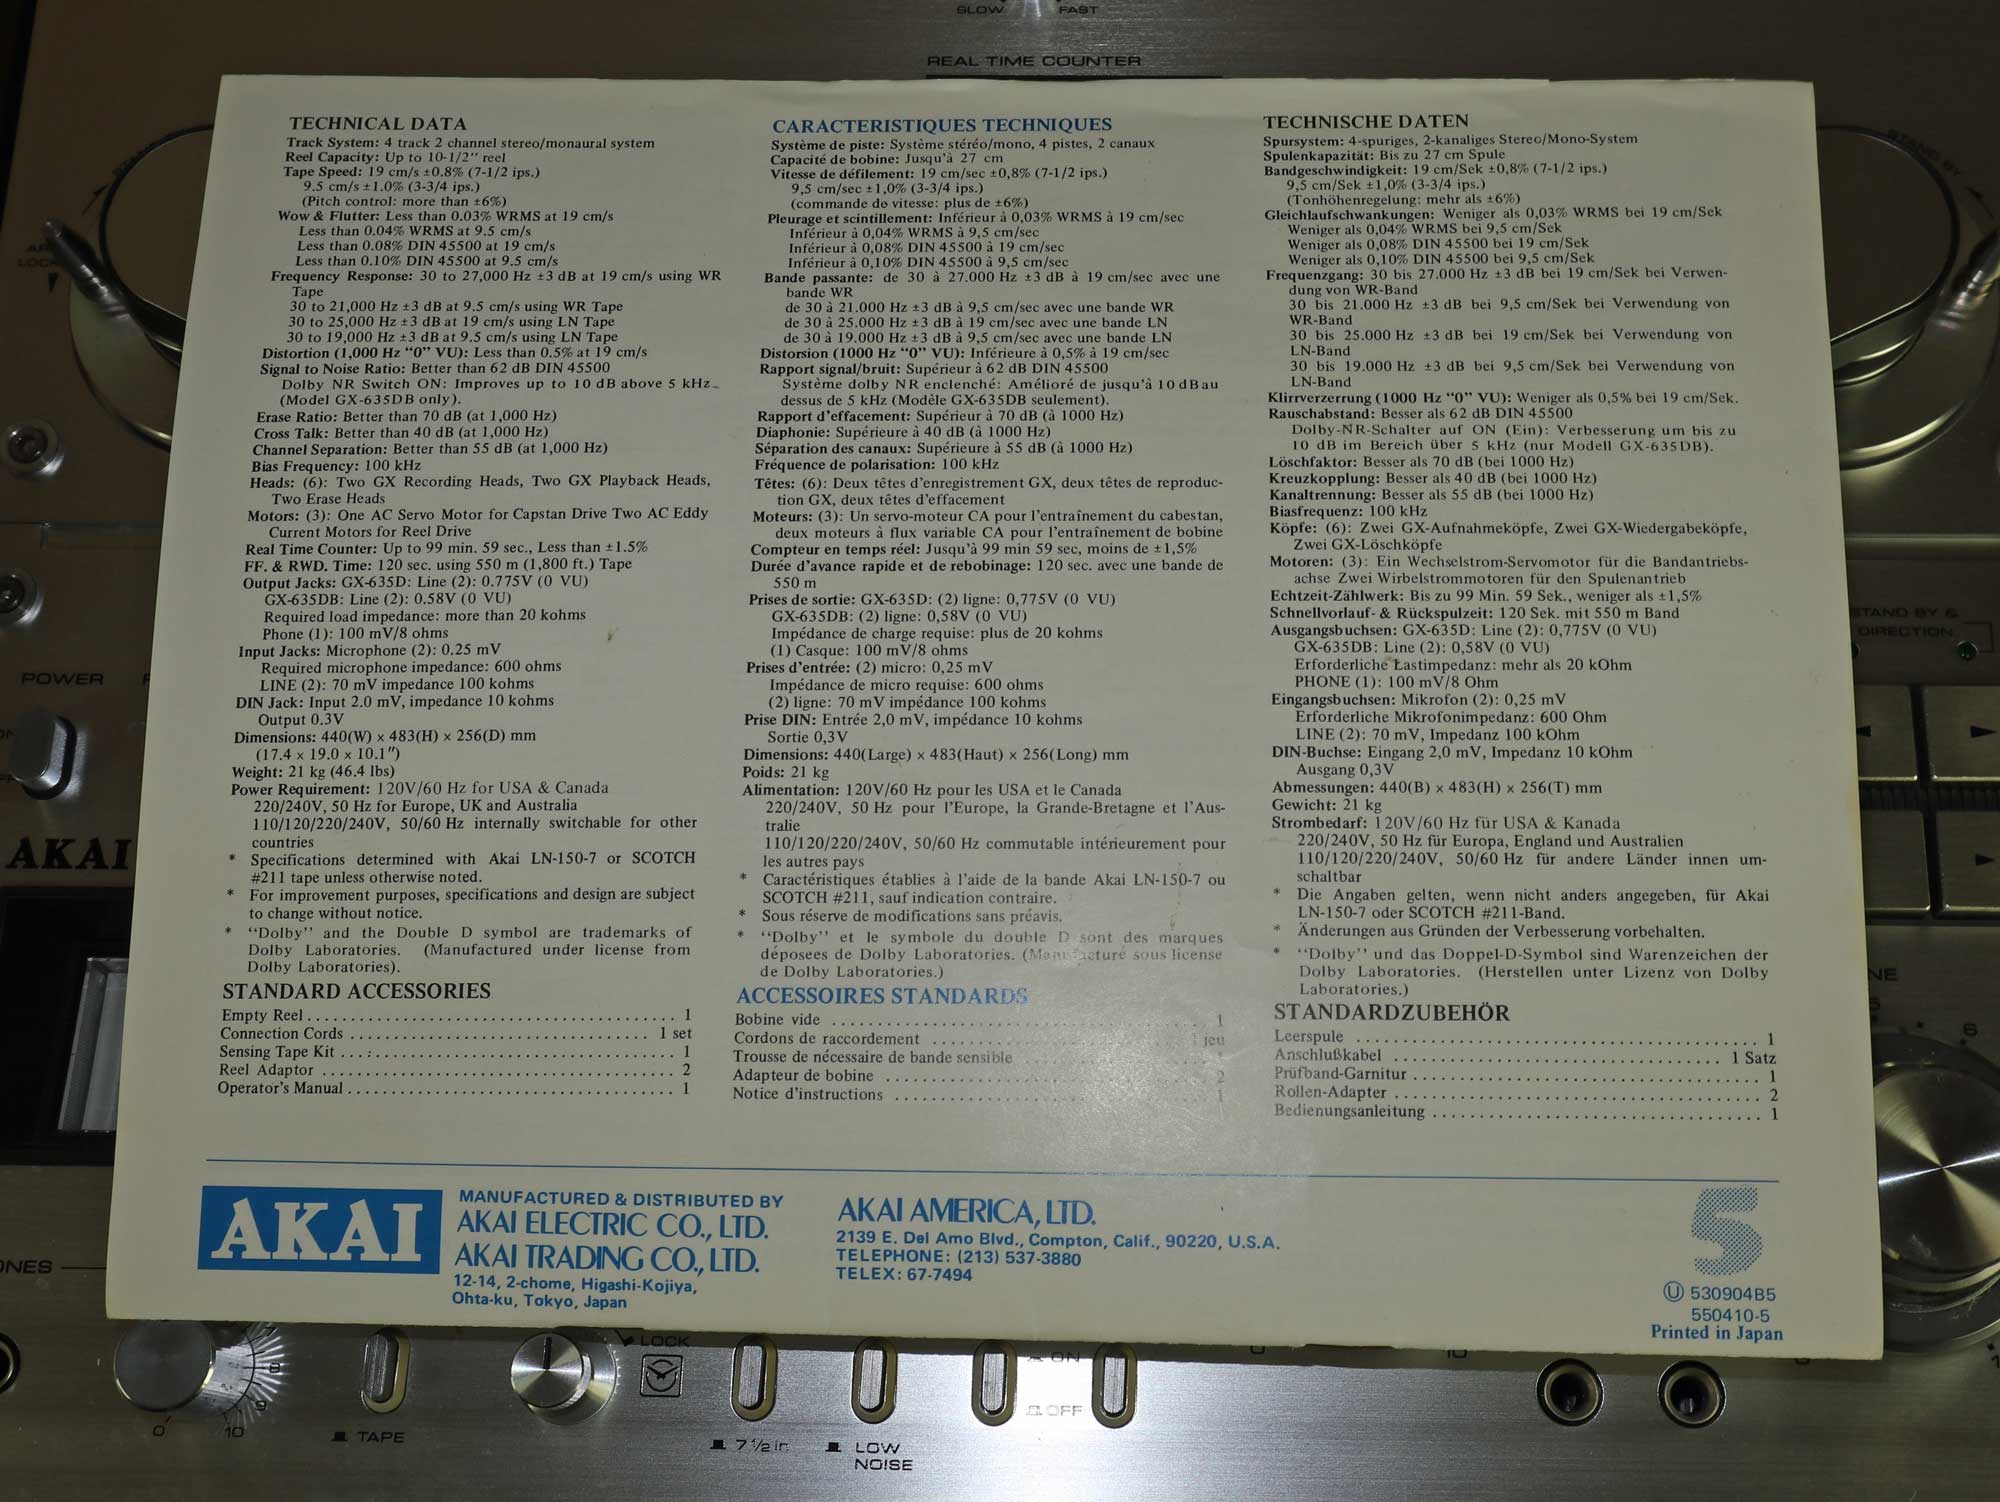 SLOW FAST
REAL TIME COUNTER
TECHNICAL DATA
Track System: 4 track 2 channel stereo/monaural system
Reel Capacity: Up to 10-1/2" reel
Tape Speed: 19 cm/s ±0.8% (7-1/2 ips.)
9.5 cm/s ±1.0% (3-3/4 ips.)
(Pitch control: more than ±6%)
Wow & Flutter: Less than 0.03% WRMS at 19 cm/s
Less than 0.04% WRMS at 9.5 cm/s
Less than 0.08% DIN 45500 at 19 cm/s
Less than 0.10% DIN 45500 at 9.5 cm/s
Frequency Response: 30 to 27,000 Hz ±3 dB at 19 cm/s using WR
Tape
30 to 21,000 Hz ±3 dB at 9.5 cm/s using WR Tape
30 to 25,000 Hz ±3 dB at 19 cm/s using LN Tape
30 to 19,000 Hz ±3 dB at 9.5 cm/s using LN Tape
Distortion (1,000 Hz "0" VU): Less than 0.5% at 19 cm/s
Signal to Noise Ratio: Better than 62 dB DIN 45500
Dolby NR Switch ON: Improves up to 10 dB above 5 kHz
(Model GX-635DB only).
Erase Ratio: Better than 70 dB (at 1,000 Hz)
Cross Talk: Better than 40 dB (at 1,000 Hz)
Channel Separation: Better than 55 dB (at 1,000 Hz)
Bias Frequency: 100 kHz
Heads: (6): Two GX Recording Heads, Two GX Playback Heads,
Two Erase Heads
Motors: (3): One AC Servo Motor for Capstan Drive Two AC Eddy
Current Motors for Reel Drive
Real Time Counter: Up to 99 min. 59 sec., Less than ±1.5%
FF. & RWD. Time: 120 sec. using 550 m (1,800 ft.) Tape
Output Jacks: GX-635D: Line (2): 0.775V (0 VU)
GX-635DB: Line (2): 0.58V (0 VU)
Required load impedance: more than 20 kohms
Phone (1): 100 mV/8 ohms
Input Jacks: Microphone (2): 0.25 mV
Required microphone impedance: 600 ohms
LINE (2): 70 mV impedance 100 kohms
DIN Jack: Input 2.0 mV, impedance 10 kohms
Output 0.3V
Dimensions: 440(W) × 483(H) × 256(D) mm
(17.4 × 19.0 × 10.1")
Weight: 21 kg (46.4 lbs)
Power Requirement: 120V/60 Hz for USA & Canada
220/240V, 50 Hz for Europe, UK and Australia
110/120/220/240V, 50/60 Hz internally switchable for other
countries
* Specifications determined with Akai LN-150-7 or SCOTCH
#211 tape unless otherwise noted.
* For improvement purposes, specifications and design are subject
to change without notice.
* "Dolby" and the Double D symbol are trademarks of
Dolby Laboratories. (Manufactured under license from
Dolby Laboratories).
STANDARD ACCESSORIES
Empty Reel 1
Connection Cords 1 set
Sensing Tape Kit 1
Reel Adaptor 2
Operator's Manual 1
CARACTERISTIQUES TECHNIQUES
Système de piste: Système stéréo/mono, 4 pistes, 2 canaux
Capacité de bobine: Jusqu'à 27 cm
Vitesse de défilement: 19 cm/sec ±0,8% (7-1/2 ips.)
9,5 cm/sec ±1,0% (3-3/4 ips.)
(commande de vitesse: plus de ±6%)
Pleurage et scintillement: Inférieur à 0,03% WRMS à 19 cm/sec
Inférieur à 0,04% WRMS à 9,5 cm/sec
Inférieur à 0,08% DIN 45500 à 19 cm/sec
Inférieur à 0,10% DIN 45500 à 9,5 cm/sec
Bande passante: de 30 à 27.000 Hz ±3 dB à 19 cm/sec avec une
bande WR
de 30 à 21.000 Hz ±3 dB à 9,5 cm/sec avec une bande WR
de 30 à 25.000 Hz ±3 dB à 19 cm/sec avec une bande LN
de 30 à 19.000 Hz ±3 dB à 9,5 cm/sec avec une bande LN
Distorsion (1000 Hz "0" VU): Inférieure à 0,5% à 19 cm/sec
Rapport signal/bruit: Supérieur à 62 dB DIN 45500
Système dolby NR enclenché: Amélioré de jusqu'à 10 dB au
dessus de 5 kHz (Modèle GX-635DB seulement).
Rapport d'effacement: Supérieur à 70 dB (à 1000 Hz)
Diaphonie: Supérieure à 40 dB (à 1000 Hz)
Séparation des canaux: Supérieure à 55 dB (à 1000 Hz)
Fréquence de polarisation: 100 kHz
Têtes: (6): Deux têtes d'enregistrement GX, deux têtes de reproduc-
tion GX, deux têtes d'effacement
Moteurs: (3): Un servo-moteur CA pour l'entraînement du cabestan,
deux moteurs à flux variable CA pour l'entraînement de bobine
Compteur en temps réel: Jusqu'à 99 min 59 sec, moins de ±1,5%
Durée d'avance rapide et de rebobinage: 120 sec. avec une bande de
550 m
Prises de sortie: GX-635D: (2) ligne: 0,775V (0 VU)
GX-635DB: (2) ligne: 0,58V (0 VU)
Impédance de charge requise: plus de 20 kohms
(1) Casque: 100 mV/8 ohms
Prises d'entrée: (2) micro: 0,25 mV
Impédance de micro requise: 600 ohms
(2) ligne: 70 mV impédance 100 kohms
Prise DIN: Entrée 2,0 mV, impédance 10 kohms
Sortie 0,3V
Dimensions: 440(Large) × 483(Haut) × 256(Long) mm
Poids: 21 kg
Alimentation: 120V/60 Hz pour les USA et le Canada
220/240V, 50 Hz pour l'Europe, la Grande-Bretagne et l'Aus-
tralie
110/120/220/240V, 50/60 Hz commutable intérieurement pour
les autres pays
* Caractéristiques établies à l'aide de la bande Akai LN-150-7 ou
SCOTCH #211, sauf indication contraire.
* Sous réserve de modifications sans préavis.
* "Dolby" et le symbole du double D sont des marques
déposees de Dolby Laboratories. (Manufacturé sous license
de Dolby Laboratories.)
ACCESSOIRES STANDARDS
Bobine vide 1
Cordons de raccordement 1 jeu
Trousse de nécessaire de bande sensible 1
Adapteur de bobine 2
Notice d'instructions 1
TECHNISCHE DATEN
Spursystem: 4-spuriges, 2-kanaliges Stereo/Mono-System
Spulenkapazität: Bis zu 27 cm Spule
Bandgeschwindigkeit: 19 cm/Sek ±0,8% (7-1/2 ips.)
9,5 cm/Sek ±1,0% (3-3/4 ips.)
(Tonhöhenregelung: mehr als ±6%)
Gleichlaufschwankungen: Weniger als 0,03% WRMS bei 19 cm/Sek
Weniger als 0,04% WRMS bei 9,5 cm/Sek
Weniger als 0,08% DIN 45500 bei 19 cm/Sek
Weniger als 0,10% DIN 45500 bei 9,5 cm/Sek
Frequenzgang: 30 bis 27.000 Hz ±3 dB bei 19 cm/Sek bei Verwen-
dung von WR-Band
30 bis 21.000 Hz ±3 dB bei 9,5 cm/Sek bei Verwendung von
WR-Band
30 bis 25.000 Hz ±3 dB bei 19 cm/Sek bei Verwendung von
LN-Band
30 bis 19.000 Hz ±3 dB bei 9,5 cm/Sek bei Verwendung von
LN-Band
Klirrverzerrung (1000 Hz "0" VU): Weniger als 0,5% bei 19 cm/Sek.
Rauschabstand: Besser als 62 dB DIN 45500
Dolby-NR-Schalter auf ON (Ein): Verbesserung um bis zu
10 dB im Bereich über 5 kHz (nur Modell GX-635DB).
Löschfaktor: Besser als 70 dB (bei 1000 Hz)
Kreuzkopplung: Besser als 40 dB (bei 1000 Hz)
Kanaltrennung: Besser als 55 dB (bei 1000 Hz)
Biasfrequenz: 100 kHz
Köpfe: (6): Zwei GX-Aufnahmeköpfe, Zwei GX-Wiedergabeköpfe,
Zwei GX-Löschköpfe
Motoren: (3): Ein Wechselstrom-Servomotor für die Bandantriebs-
achse Zwei Wirbelstrommotoren für den Spulenantrieb
Echtzeit-Zählwerk: Bis zu 99 Min. 59 Sek., weniger als ±1,5%
Schnellvorlauf- & Rückspulzeit: 120 Sek. mit 550 m Band
Ausgangsbuchsen: GX-635D: Line (2): 0,775V (0 VU)
GX-635DB: Line (2): 0,58V (0 VU)
Erforderliche Lastimpedanz: mehr als 20 kOhm
PHONE (1): 100 mV/8 Ohm
Eingangsbuchsen: Mikrofon (2): 0,25 mV
Erforderliche Mikrofonimpedanz: 600 Ohm
LINE (2): 70 mV, Impedanz 100 kOhm
DIN-Buchse: Eingang 2,0 mV, Impedanz 10 kOhm
Ausgang 0,3V
Abmessungen: 440(B) × 483(H) × 256(T) mm
Gewicht: 21 kg
Strombedarf: 120V/60 Hz für USA & Kanada
220/240V, 50 Hz für Europa, England und Australien
110/120/220/240V, 50/60 Hz für andere Länder innen um-
schaltbar
* Die Angaben gelten, wenn nicht anders angegeben, für Akai
LN-150-7 oder SCOTCH #211-Band.
* Änderungen aus Gründen der Verbesserung vorbehalten.
* "Dolby" und das Doppel-D-Symbol sind Warenzeichen der
Dolby Laboratories. (Herstellen unter Lizenz von Dolby
Laboratories.)
STANDARDZUBEHÖR
Leerspule 1
Anschlußkabel 1 Satz
Prüfband-Garnitur 1
Rollen-Adapter 2
Bedienungsanleitung 1
AKAI
MANUFACTURED & DISTRIBUTED BY
AKAI ELECTRIC CO., LTD.
AKAI TRADING CO., LTD.
12-14, 2-chome, Higashi-Kojiya,
Ohta-ku, Tokyo, Japan
AKAI AMERICA, LTD.
2139 E. Del Amo Blvd., Compton, Calif., 90220, U.S.A.
TELEPHONE: (213) 537-3880
TELEX: 67-7494
5
Ⓤ 530904B5
550410-5
Printed in Japan
POWER
AKAI
STAND BY
STAND BY &
DIRECTION
6
LOCK
7
8
9
0 10
TAPE
7 1/2 in
LOW
NOISE
ON
OFF
10